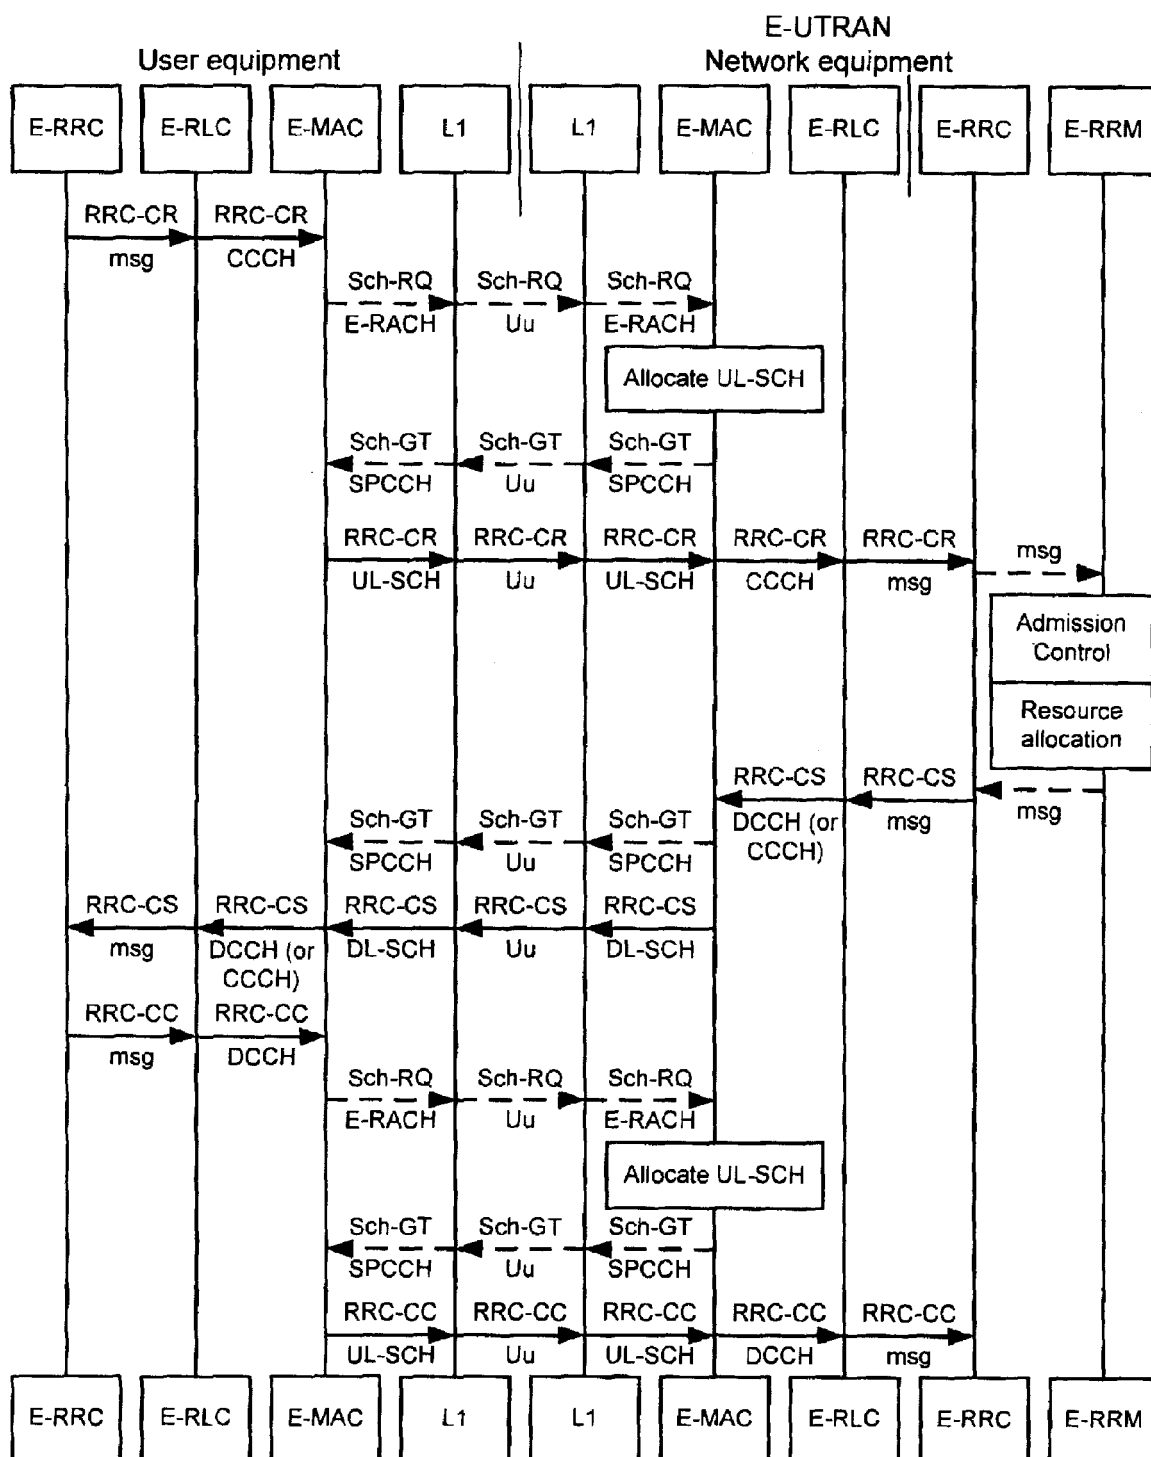 E-UTRAN
User equipment
Network equipment
E-RRC E-RLC E-MAC L1 L1 E-MAC E-RLC E-RRC E-RRM
RRC-CR RRC-CR
msg CCCH
Sch-RQ Sch-RQ Sch-RQ
E-RACH Uu E-RACH
Allocate UL-SCH
Sch-GT Sch-GT Sch-GT
SPCCH Uu SPCCH
RRC-CR RRC-CR RRC-CR RRC-CR RRC-CR msg
UL-SCH Uu UL-SCH CCCH msg
Admission
Control
Resource
allocation
RRC-CS RRC-CS
DCCH (or msg msg
CCCH)
Sch-GT Sch-GT Sch-GT
SPCCH Uu SPCCH
RRC-CS RRC-CS RRC-CS RRC-CS RRC-CS
msg DCCH (or DL-SCH Uu DL-SCH
CCCH)
RRC-CC RRC-CC
msg DCCH
Sch-RQ Sch-RQ Sch-RQ
E-RACH Uu E-RACH
Allocate UL-SCH
Sch-GT Sch-GT Sch-GT
SPCCH Uu SPCCH
RRC-CC RRC-CC RRC-CC RRC-CC RRC-CC
UL-SCH Uu UL-SCH DCCH msg
E-RRC E-RLC E-MAC L1 L1 E-MAC E-RLC E-RRC E-RRM